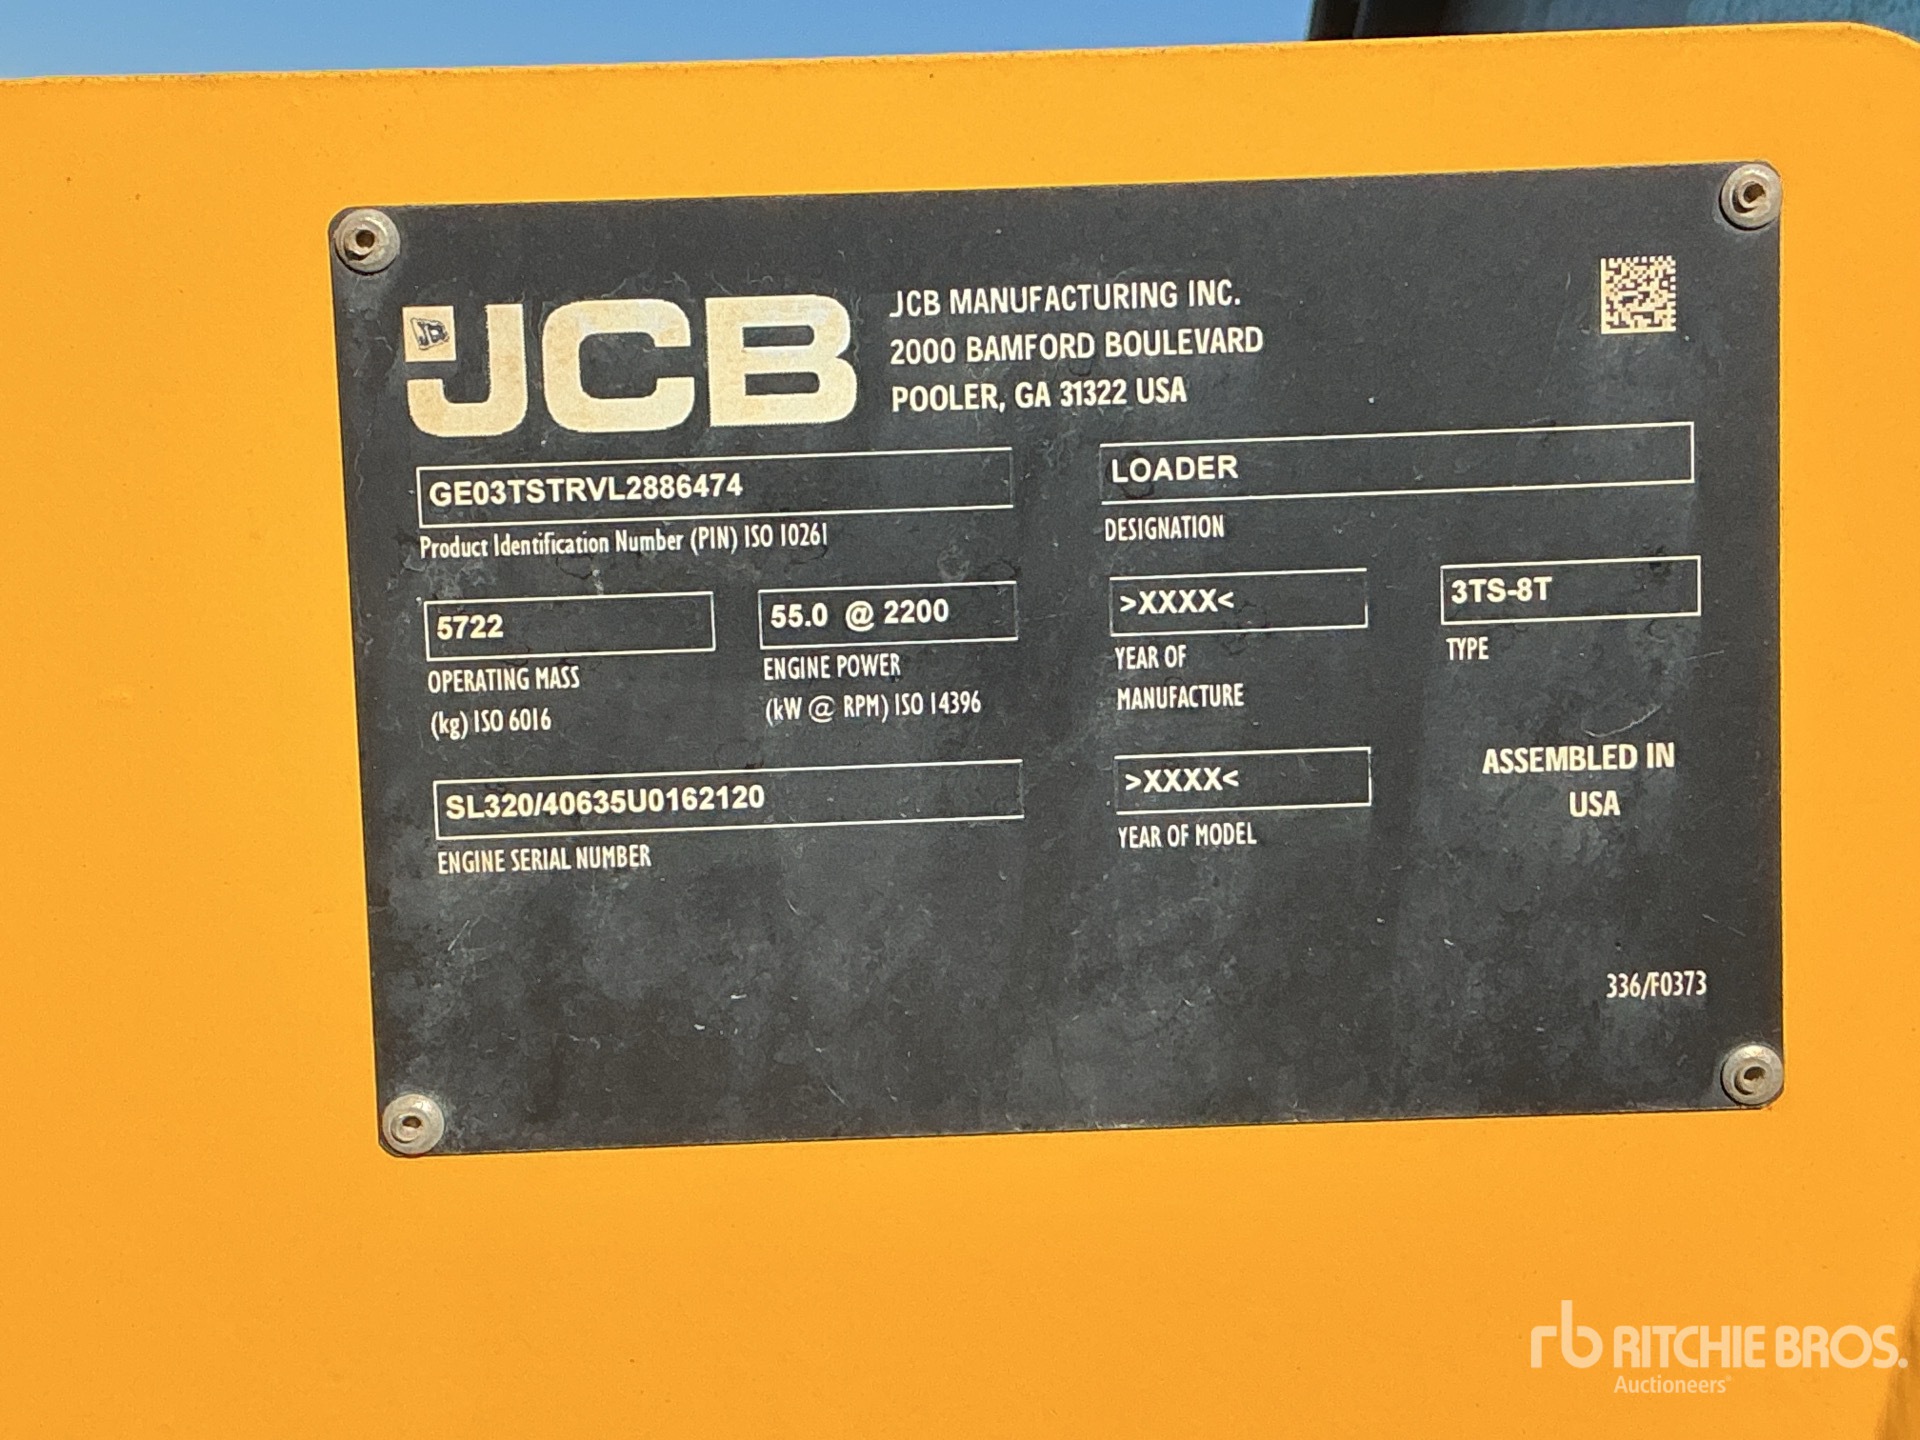 JCB
JCB MANUFACTURING INC.
2000 BAMFORD BOULEVARD
POOLER, GA 31322 USA
GE03TSTRVL2886474
Product Identification Number (PIN) ISO 10261
LOADER
DESIGNATION
5722
OPERATING MASS
(kg) ISO 6016
55.0 @ 2200
ENGINE POWER
(kW @ RPM) ISO 14396
>XXXX<
YEAR OF
MANUFACTURE
3TS-8T
TYPE
SL320/40635U0162120
ENGINE SERIAL NUMBER
>XXXX<
YEAR OF MODEL
ASSEMBLED IN
USA
336/F0373
rb RITCHIE BROS.
Auctioneers